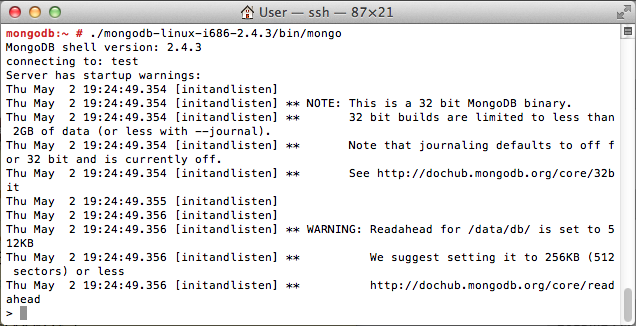 User — ssh — 87×21
mongodb:~ # ./mongodb-linux-i686-2.4.3/bin/mongo
MongoDB shell version: 2.4.3
connecting to: test
Server has startup warnings:
Thu May  2 19:24:49.354 [initandlisten]
Thu May  2 19:24:49.354 [initandlisten] ** NOTE: This is a 32 bit MongoDB binary.
Thu May  2 19:24:49.354 [initandlisten] **       32 bit builds are limited to less than
 2GB of data (or less with --journal).
Thu May  2 19:24:49.354 [initandlisten] **       Note that journaling defaults to off f
or 32 bit and is currently off.
Thu May  2 19:24:49.354 [initandlisten] **       See http://dochub.mongodb.org/core/32b
it
Thu May  2 19:24:49.355 [initandlisten]
Thu May  2 19:24:49.356 [initandlisten]
Thu May  2 19:24:49.356 [initandlisten] ** WARNING: Readahead for /data/db/ is set to 5
12KB
Thu May  2 19:24:49.356 [initandlisten] **          We suggest setting it to 256KB (512
 sectors) or less
Thu May  2 19:24:49.356 [initandlisten] **          http://dochub.mongodb.org/core/read
ahead
>